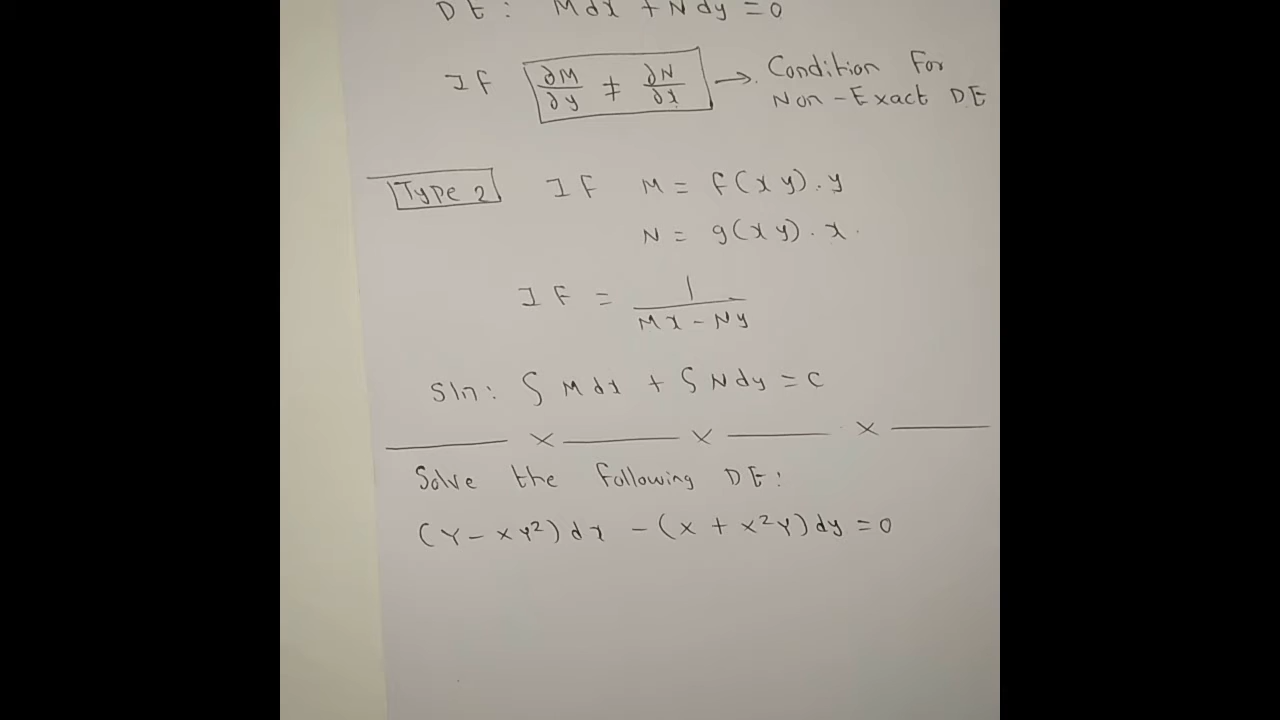 DE: Mdx + Ndy = 0
IF ∂M/∂y ≠ ∂N/∂x → Condition For
Non-Exact DE
Type 2 IF M = f(xy).y
N = g(xy).x.
IF = 1/(Mx - Ny)
Sln: ∫ Mdx + ∫ Ndy = c
Solve the following DE:
(Y - XY²)dx - (X + X²Y)dy = 0